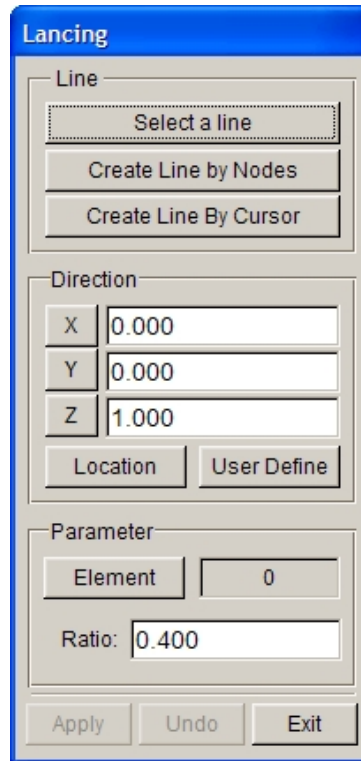 Lancing
Line
Select a line
Create Line by Nodes
Create Line By Cursor
Direction
X 0.000
Y 0.000
Z 1.000
Location User Define
Parameter
Element 0
Ratio: 0.400
Apply Undo Exit